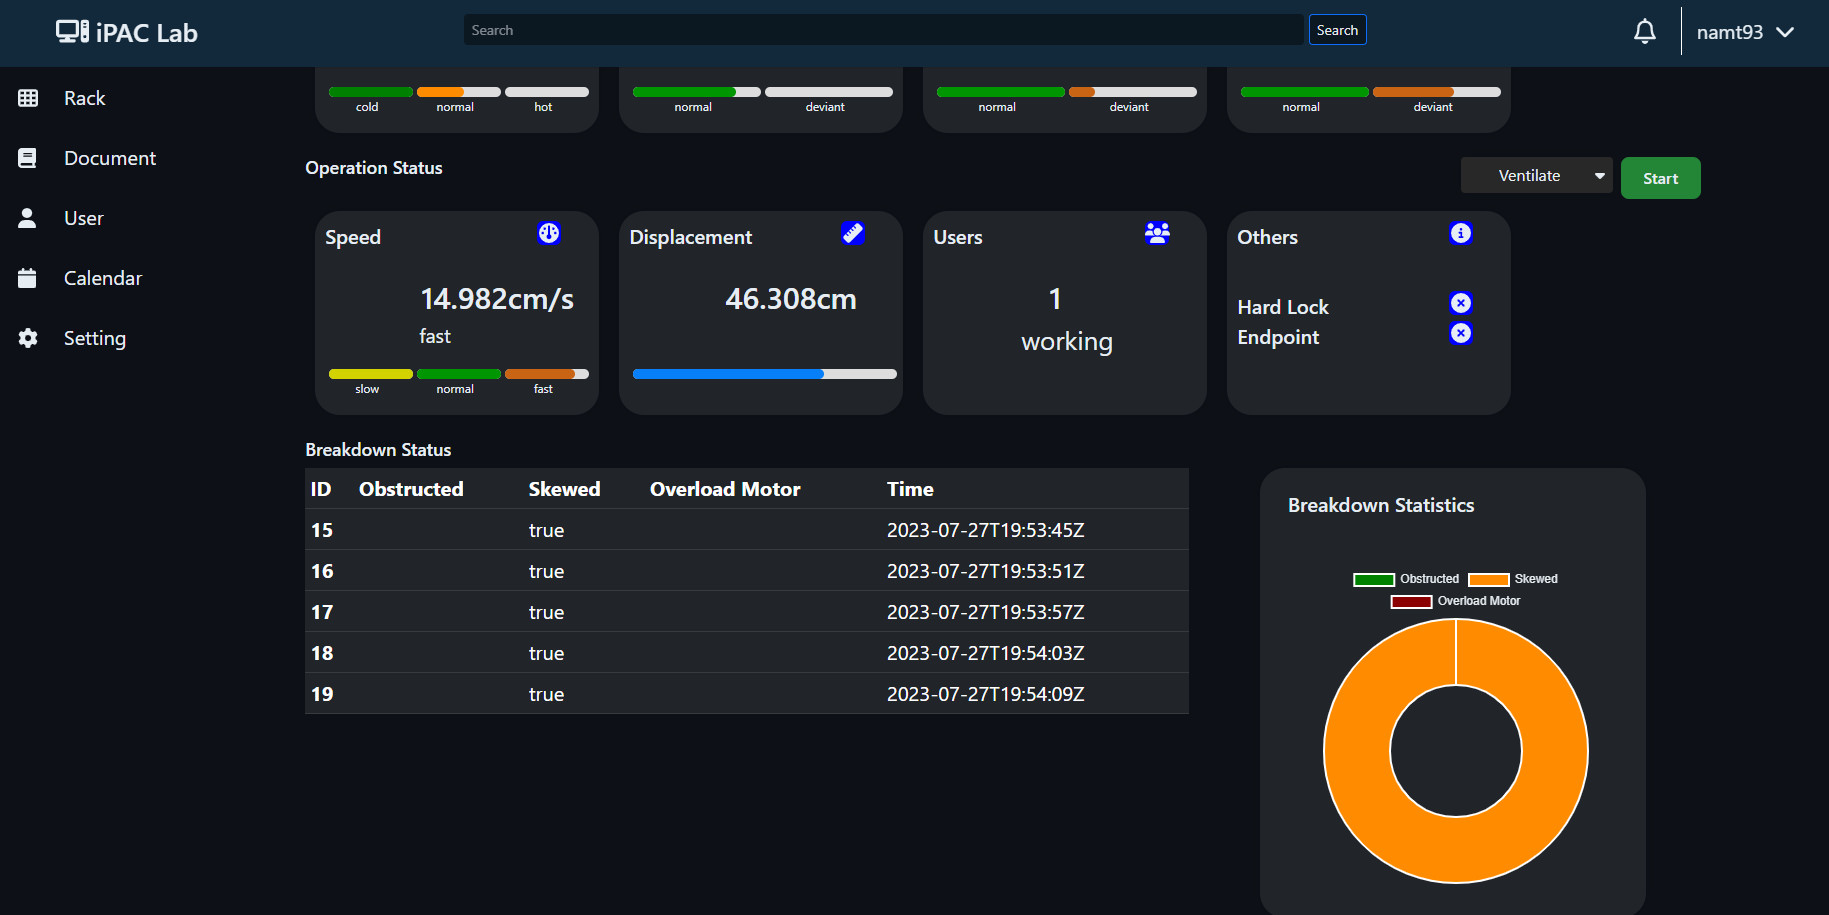 iPAC Lab
Search Search
namt93
Rack
Document
User
Calendar
Setting
cold normal hot
normal deviant
normal deviant
normal deviant
Operation Status
Ventilate Start
Speed
14.982cm/s
fast
slow normal fast
Displacement
46.308cm
Users
1
working
Others
Hard Lock
Endpoint
Breakdown Status
ID Obstructed Skewed Overload Motor Time
15 true 2023-07-27T19:53:45Z
16 true 2023-07-27T19:53:51Z
17 true 2023-07-27T19:53:57Z
18 true 2023-07-27T19:54:03Z
19 true 2023-07-27T19:54:09Z
Breakdown Statistics
Obstructed Skewed
Overload Motor